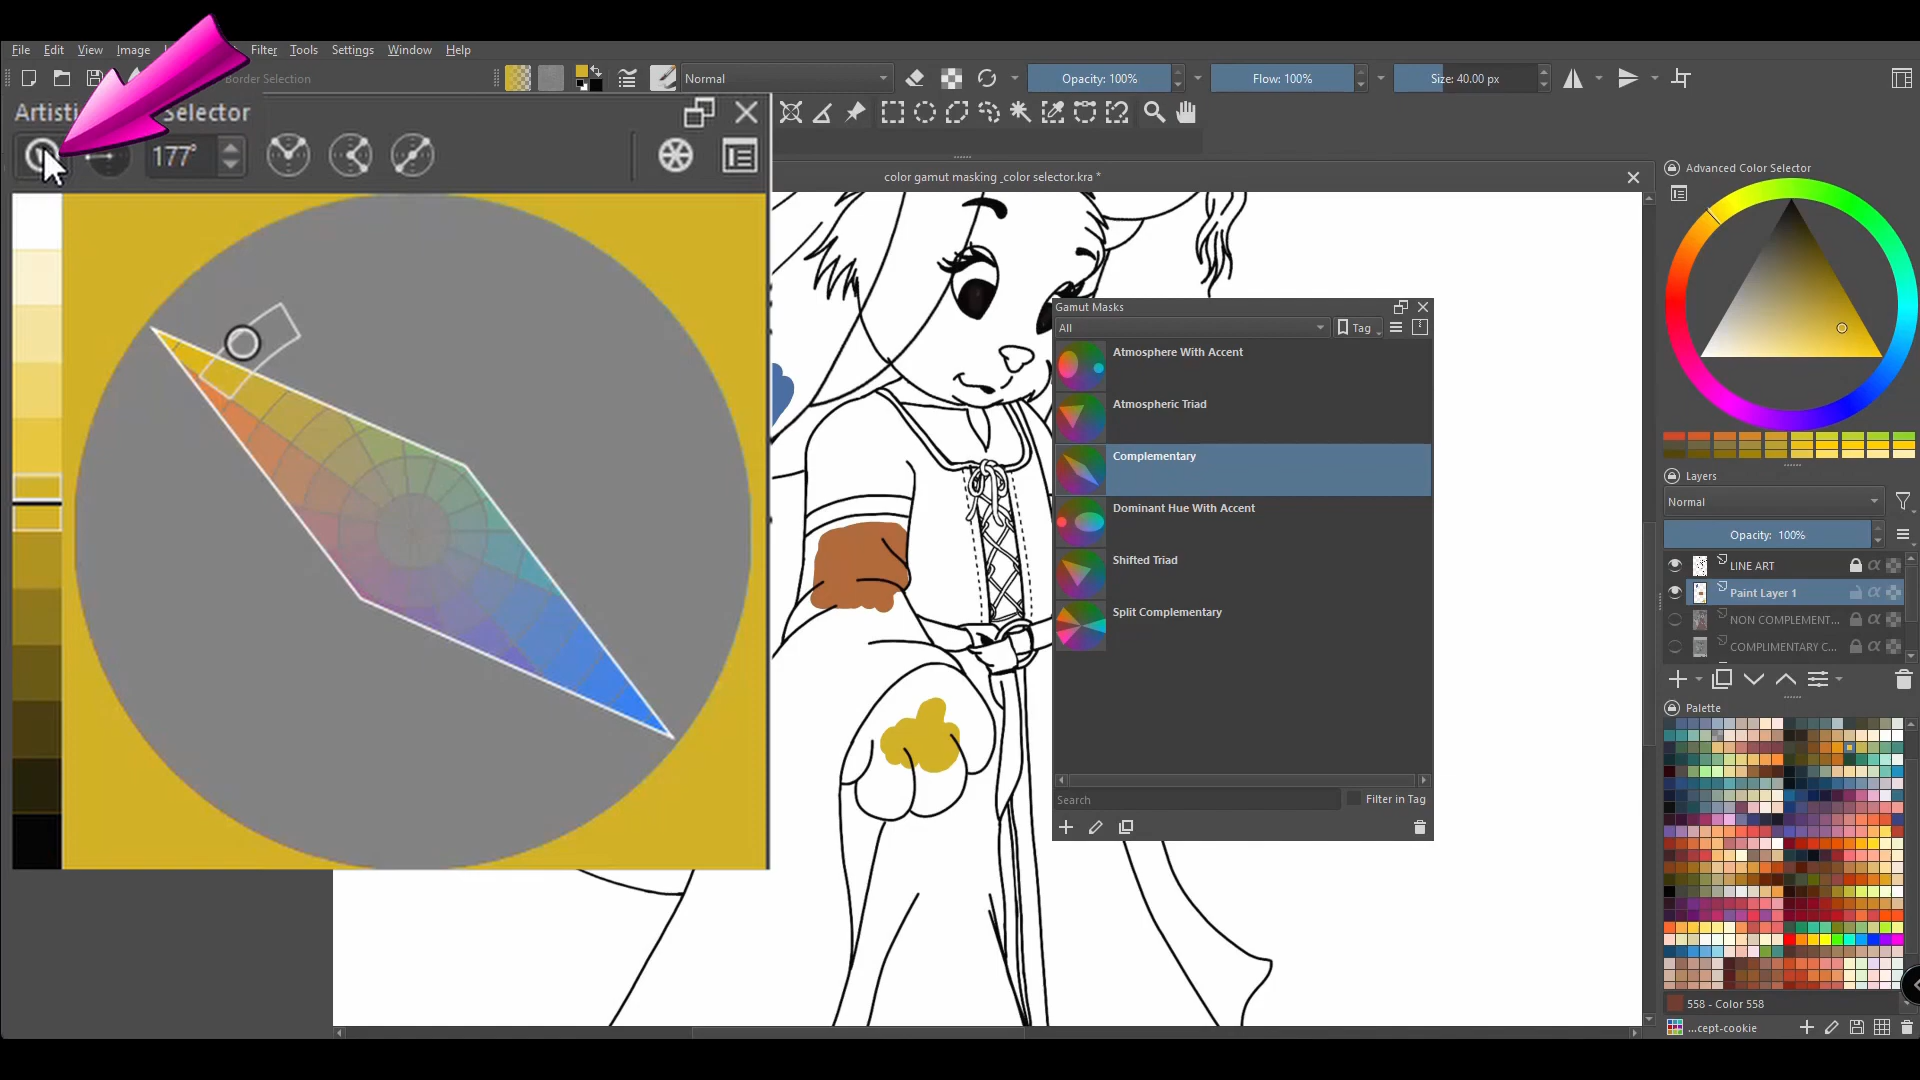 File Edit View Image Filter Tools Settings Window Help
Border Selection
Normal
Opacity: 100%
Flow: 100%
Size: 40.00 px
Artisti Selector
177°
color gamut masking _color selector.kra *
Gamut Masks
All
Tag
Atmosphere With Accent
Atmospheric Triad
Complementary
Dominant Hue With Accent
Shifted Triad
Split Complementary
Search
Filter in Tag
Advanced Color Selector
Layers
Normal
Opacity: 100%
LINE ART
Paint Layer 1
NON COMPLEMENT...
COMPLIMENTARY C...
Palette
558 - Color 558
...cept-cookie